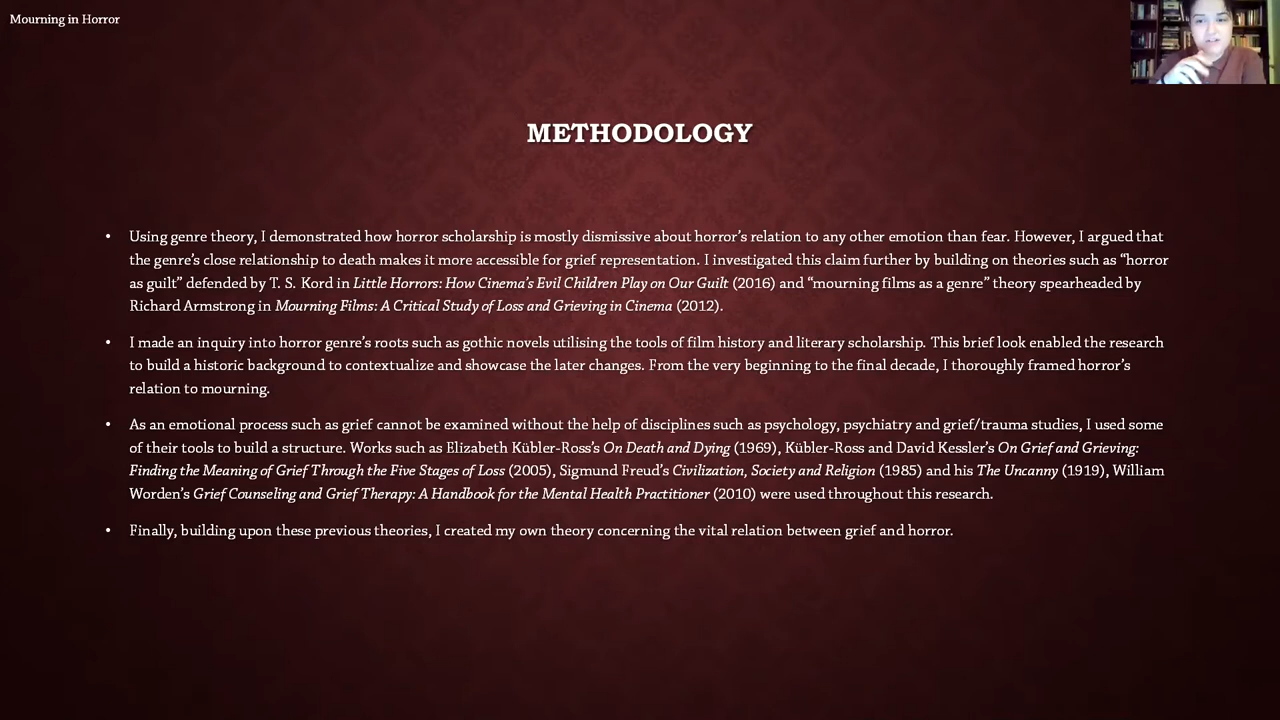 Mourning in Horror
METHODOLOGY
• Using genre theory, I demonstrated how horror scholarship is mostly dismissive about horror's relation to any other emotion than fear. However, I argued that
the genre's close relationship to death makes it more accessible for grief representation. I investigated this claim further by building on theories such as “horror
as guilt” defended by T. S. Kord in Little Horrors: How Cinema's Evil Children Play on Our Guilt (2016) and “mourning films as a genre” theory spearheaded by
Richard Armstrong in Mourning Films: A Critical Study of Loss and Grieving in Cinema (2012).
• I made an inquiry into horror genre's roots such as gothic novels utilising the tools of film history and literary scholarship. This brief look enabled the research
to build a historic background to contextualize and showcase the later changes. From the very beginning to the final decade, I thoroughly framed horror's
relation to mourning.
• As an emotional process such as grief cannot be examined without the help of disciplines such as psychology, psychiatry and grief/trauma studies, I used some
of their tools to build a structure. Works such as Elizabeth Kübler-Ross's On Death and Dying (1969), Kübler-Ross and David Kessler's On Grief and Grieving:
Finding the Meaning of Grief Through the Five Stages of Loss (2005), Sigmund Freud's Civilization, Society and Religion (1985) and his The Uncanny (1919), William
Worden's Grief Counseling and Grief Therapy: A Handbook for the Mental Health Practitioner (2010) were used throughout this research.
• Finally, building upon these previous theories, I created my own theory concerning the vital relation between grief and horror.